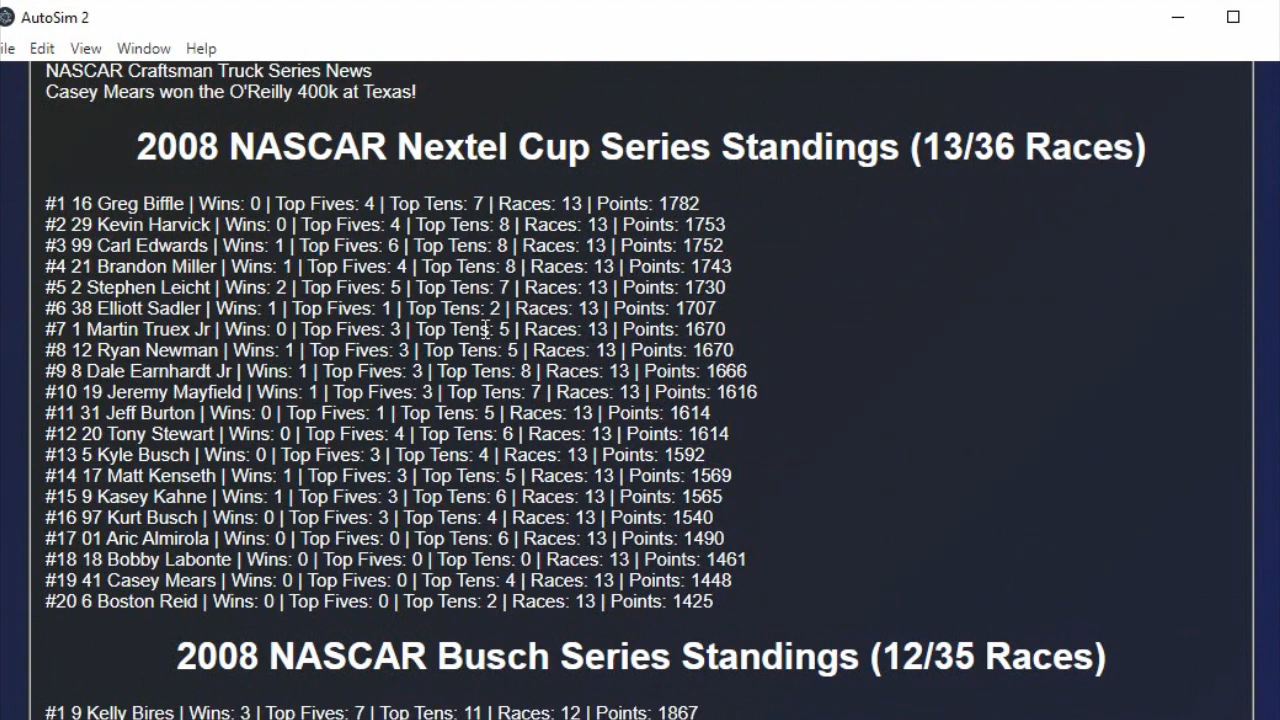 AutoSim 2
ile Edit View Window Help
NASCAR Craftsman Truck Series News
Casey Mears won the O'Reilly 400k at Texas!
2008 NASCAR Nextel Cup Series Standings (13/36 Races)
#1 16 Greg Biffle | Wins: 0 | Top Fives: 4 | Top Tens: 7 | Races: 13 | Points: 1782
#2 29 Kevin Harvick | Wins: 0 | Top Fives: 4 | Top Tens: 8 | Races: 13 | Points: 1753
#3 99 Carl Edwards | Wins: 1 | Top Fives: 6 | Top Tens: 8 | Races: 13 | Points: 1752
#4 21 Brandon Miller | Wins: 1 | Top Fives: 4 | Top Tens: 8 | Races: 13 | Points: 1743
#5 2 Stephen Leicht | Wins: 2 | Top Fives: 5 | Top Tens: 7 | Races: 13 | Points: 1730
#6 38 Elliott Sadler | Wins: 1 | Top Fives: 1 | Top Tens: 2 | Races: 13 | Points: 1707
#7 1 Martin Truex Jr | Wins: 0 | Top Fives: 3 | Top Tens: 5 | Races: 13 | Points: 1670
#8 12 Ryan Newman | Wins: 1 | Top Fives: 3 | Top Tens: 5 | Races: 13 | Points: 1670
#9 8 Dale Earnhardt Jr | Wins: 1 | Top Fives: 3 | Top Tens: 8 | Races: 13 | Points: 1666
#10 19 Jeremy Mayfield | Wins: 1 | Top Fives: 3 | Top Tens: 7 | Races: 13 | Points: 1616
#11 31 Jeff Burton | Wins: 0 | Top Fives: 1 | Top Tens: 5 | Races: 13 | Points: 1614
#12 20 Tony Stewart | Wins: 0 | Top Fives: 4 | Top Tens: 6 | Races: 13 | Points: 1614
#13 5 Kyle Busch | Wins: 0 | Top Fives: 3 | Top Tens: 4 | Races: 13 | Points: 1592
#14 17 Matt Kenseth | Wins: 1 | Top Fives: 3 | Top Tens: 5 | Races: 13 | Points: 1569
#15 9 Kasey Kahne | Wins: 1 | Top Fives: 3 | Top Tens: 6 | Races: 13 | Points: 1565
#16 97 Kurt Busch | Wins: 0 | Top Fives: 3 | Top Tens: 4 | Races: 13 | Points: 1540
#17 01 Aric Almirola | Wins: 0 | Top Fives: 0 | Top Tens: 6 | Races: 13 | Points: 1490
#18 18 Bobby Labonte | Wins: 0 | Top Fives: 0 | Top Tens: 0 | Races: 13 | Points: 1461
#19 41 Casey Mears | Wins: 0 | Top Fives: 0 | Top Tens: 4 | Races: 13 | Points: 1448
#20 6 Boston Reid | Wins: 0 | Top Fives: 0 | Top Tens: 2 | Races: 13 | Points: 1425
2008 NASCAR Busch Series Standings (12/35 Races)
#1 9 Kelly Bires | Wins: 3 | Top Fives: 7 | Top Tens: 11 | Races: 12 | Points: 1867